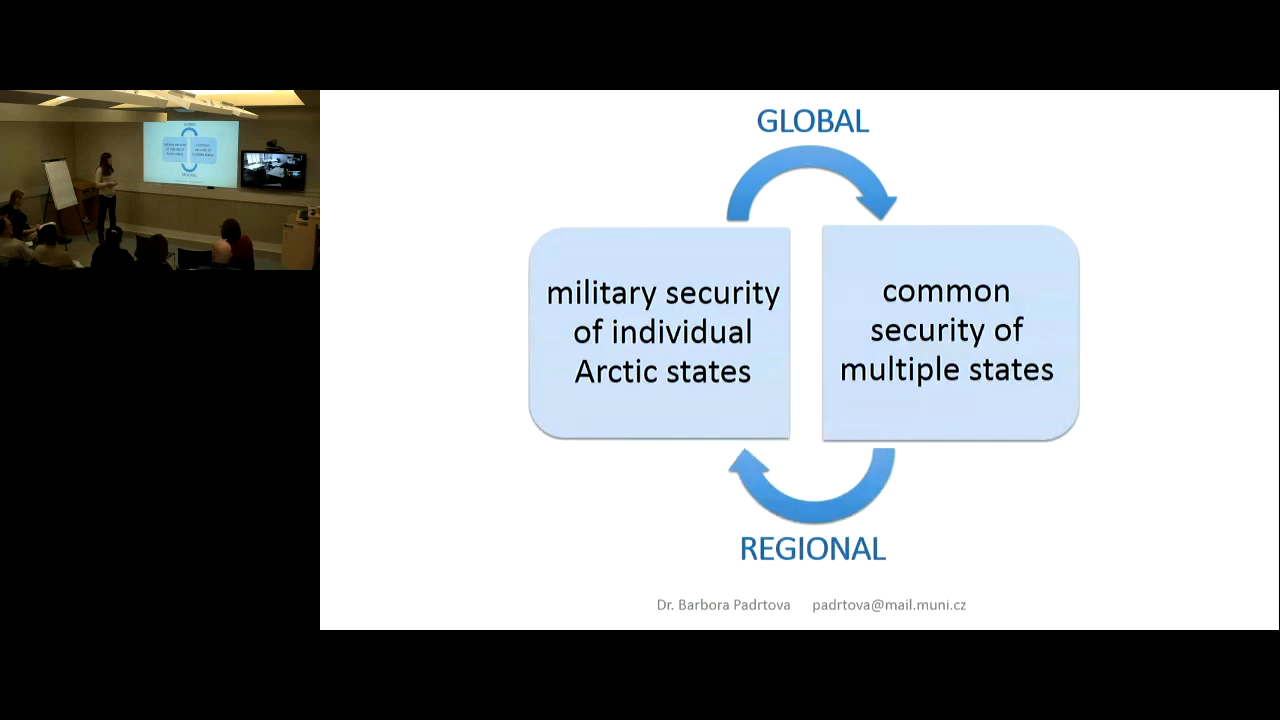 GLOBAL
military security
of individual
Arctic states
common
security of
multiple states
REGIONAL
Dr. Barbora Padrtova padrtova@mail.muni.cz